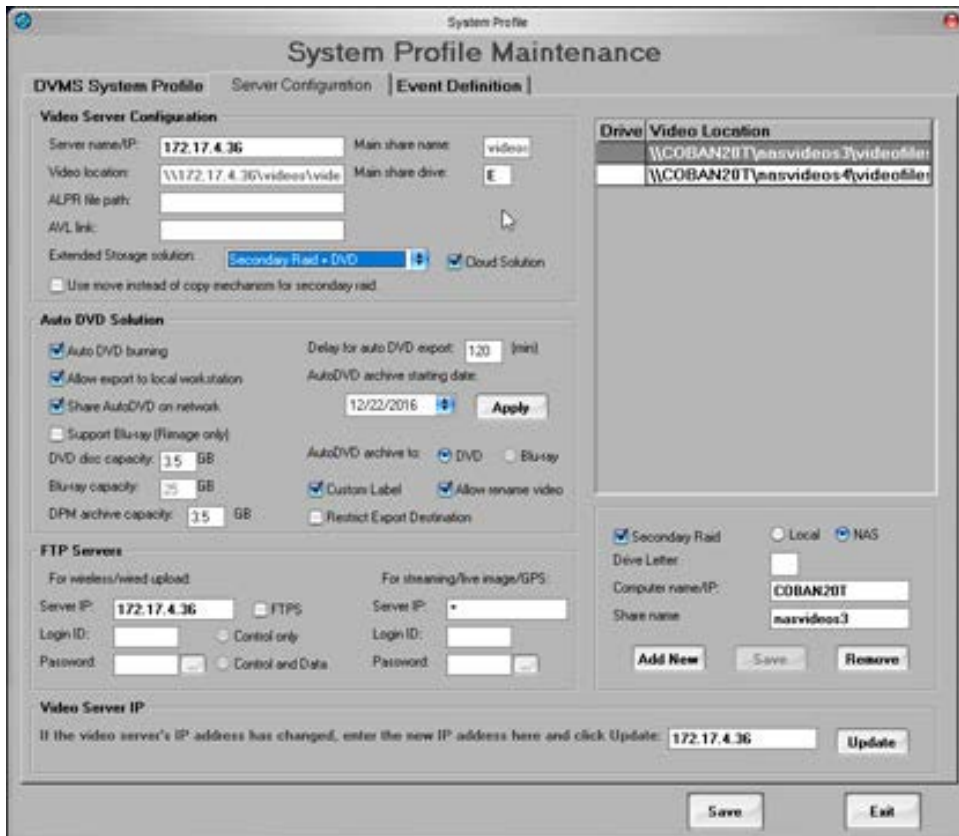 System Profile
System Profile Maintenance
DVMS System Profile
Server Configuration
Event Definition
Video Server Configuration
Server name/IP: 172.17.4.36
Main share name: videos
Video location: \\172.17.4.36\videos\vide
Main share drive: E
ALPR file path:
AVL link:
Extended Storage solution: Secondary Raid + DVD
Cloud Solution
Use move instead of copy mechanism for secondary raid
Drive Video Location
\\COBAN20T\nasvideos3\videofiles
\\COBAN20T\nasvideos4\videofiles
Auto DVD Solution
Auto DVD burning
Delay for auto DVD export: 120 (min)
Allow export to local workstation
AutoDVD archive starting date:
Share AutoDVD on network
12/22/2016
Apply
Support Blu-ray (Rimage only)
DVD disc capacity: 3.5 GB
AutoDVD archive to: DVD Blu-ray
Blu-ray capacity: 25 GB
Custom Label
Allow rename video
DPM archive capacity: 3.5 GB
Restrict Export Destination
Secondary Raid
Local NAS
Drive Letter
Computer name/IP: COBAN20T
Share name nasvideos3
Add New Save Remove
FTP Servers
For wireless/wired upload:
For streaming/live image/GPS:
Server IP: 172.17.4.36
FTPS
Server IP: *
Login ID:
Control only
Login ID:
Password:
...
Control and Data
Password:
...
Video Server IP
If the video server's IP address has changed, enter the new IP address here and click Update: 172.17.4.36
Update
Save
Exit